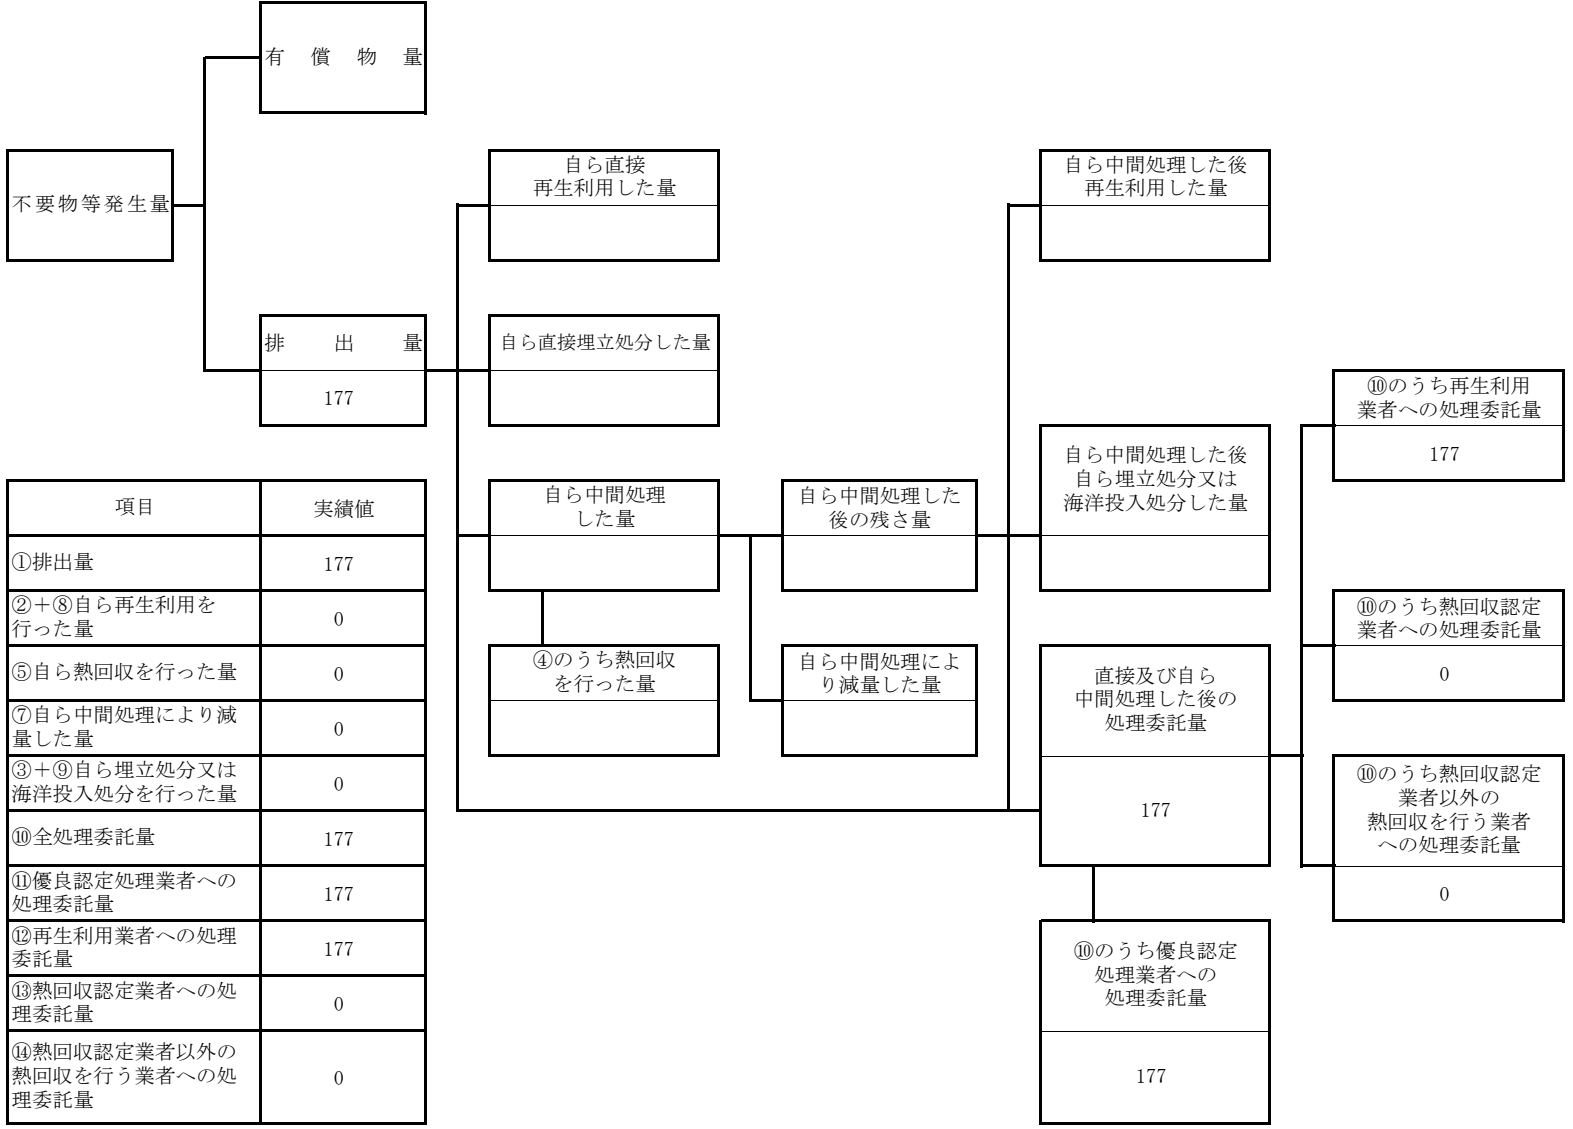 有償物量
不要物等発生量
排出量
177
自ら直接
再生利用した量
自ら直接埋立処分した量
自ら中間処理
した量
④のうち熱回収
を行った量
自ら中間処理した
後の残さ量
自ら中間処理によ
り減量した量
自ら中間処理した後
再生利用した量
自ら中間処理した後
自ら埋立処分又は
海洋投入処分した量
直接及び自ら
中間処理した後の
処理委託量
177
⑩のうち優良認定
処理業者への
処理委託量
177
⑩のうち再生利用
業者への処理委託量
177
⑩のうち熱回収認定
業者への処理委託量
0
⑩のうち熱回収認定
業者以外の
熱回収を行う業者
への処理委託量
0
項目 実績値
①排出量 177
②＋⑧自ら再生利用を
行った量 0
⑤自ら熱回収を行った量 0
⑦自ら中間処理により減
量した量 0
③＋⑨自ら埋立処分又は
海洋投入処分を行った量 0
⑩全処理委託量 177
⑪優良認定処理業者への
処理委託量 177
⑫再生利用業者への処理
委託量 177
⑬熱回収認定業者への処
理委託量 0
⑭熱回収認定業者以外の
熱回収を行う業者への処
理委託量 0